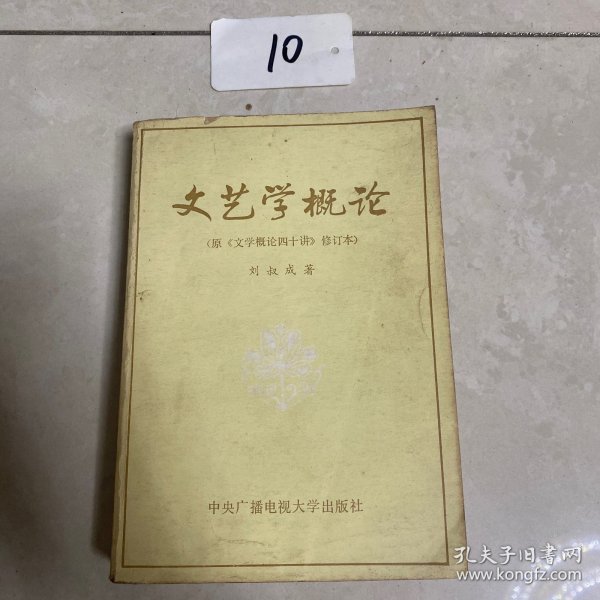 10
文艺学概论
（原《文学概论四十讲》修订本）
刘叔成著
中央广播电视大学出版社
孔夫子旧书网
www.kongfz.com